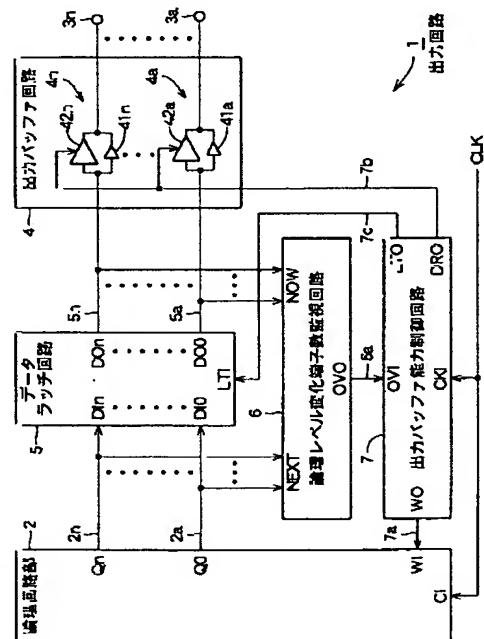 論理回路部
2
Qn
2n
Q0
2a
WI
CI
データ
ラッチ回路
5
DIn
DOn
DI0
DO0
LTI
5n
5a
出力バッファ回路
4
4n
42n
41n
4a
42a
41a
3n
3a
NEXT
NOW
論理レベル変化端子数監視回路
6
OVO
6a
7
OVI
LTO
WO
出力バッファ能力制御回路
CKI
DRO
7a
7b
7c
CLK
1
出力回路